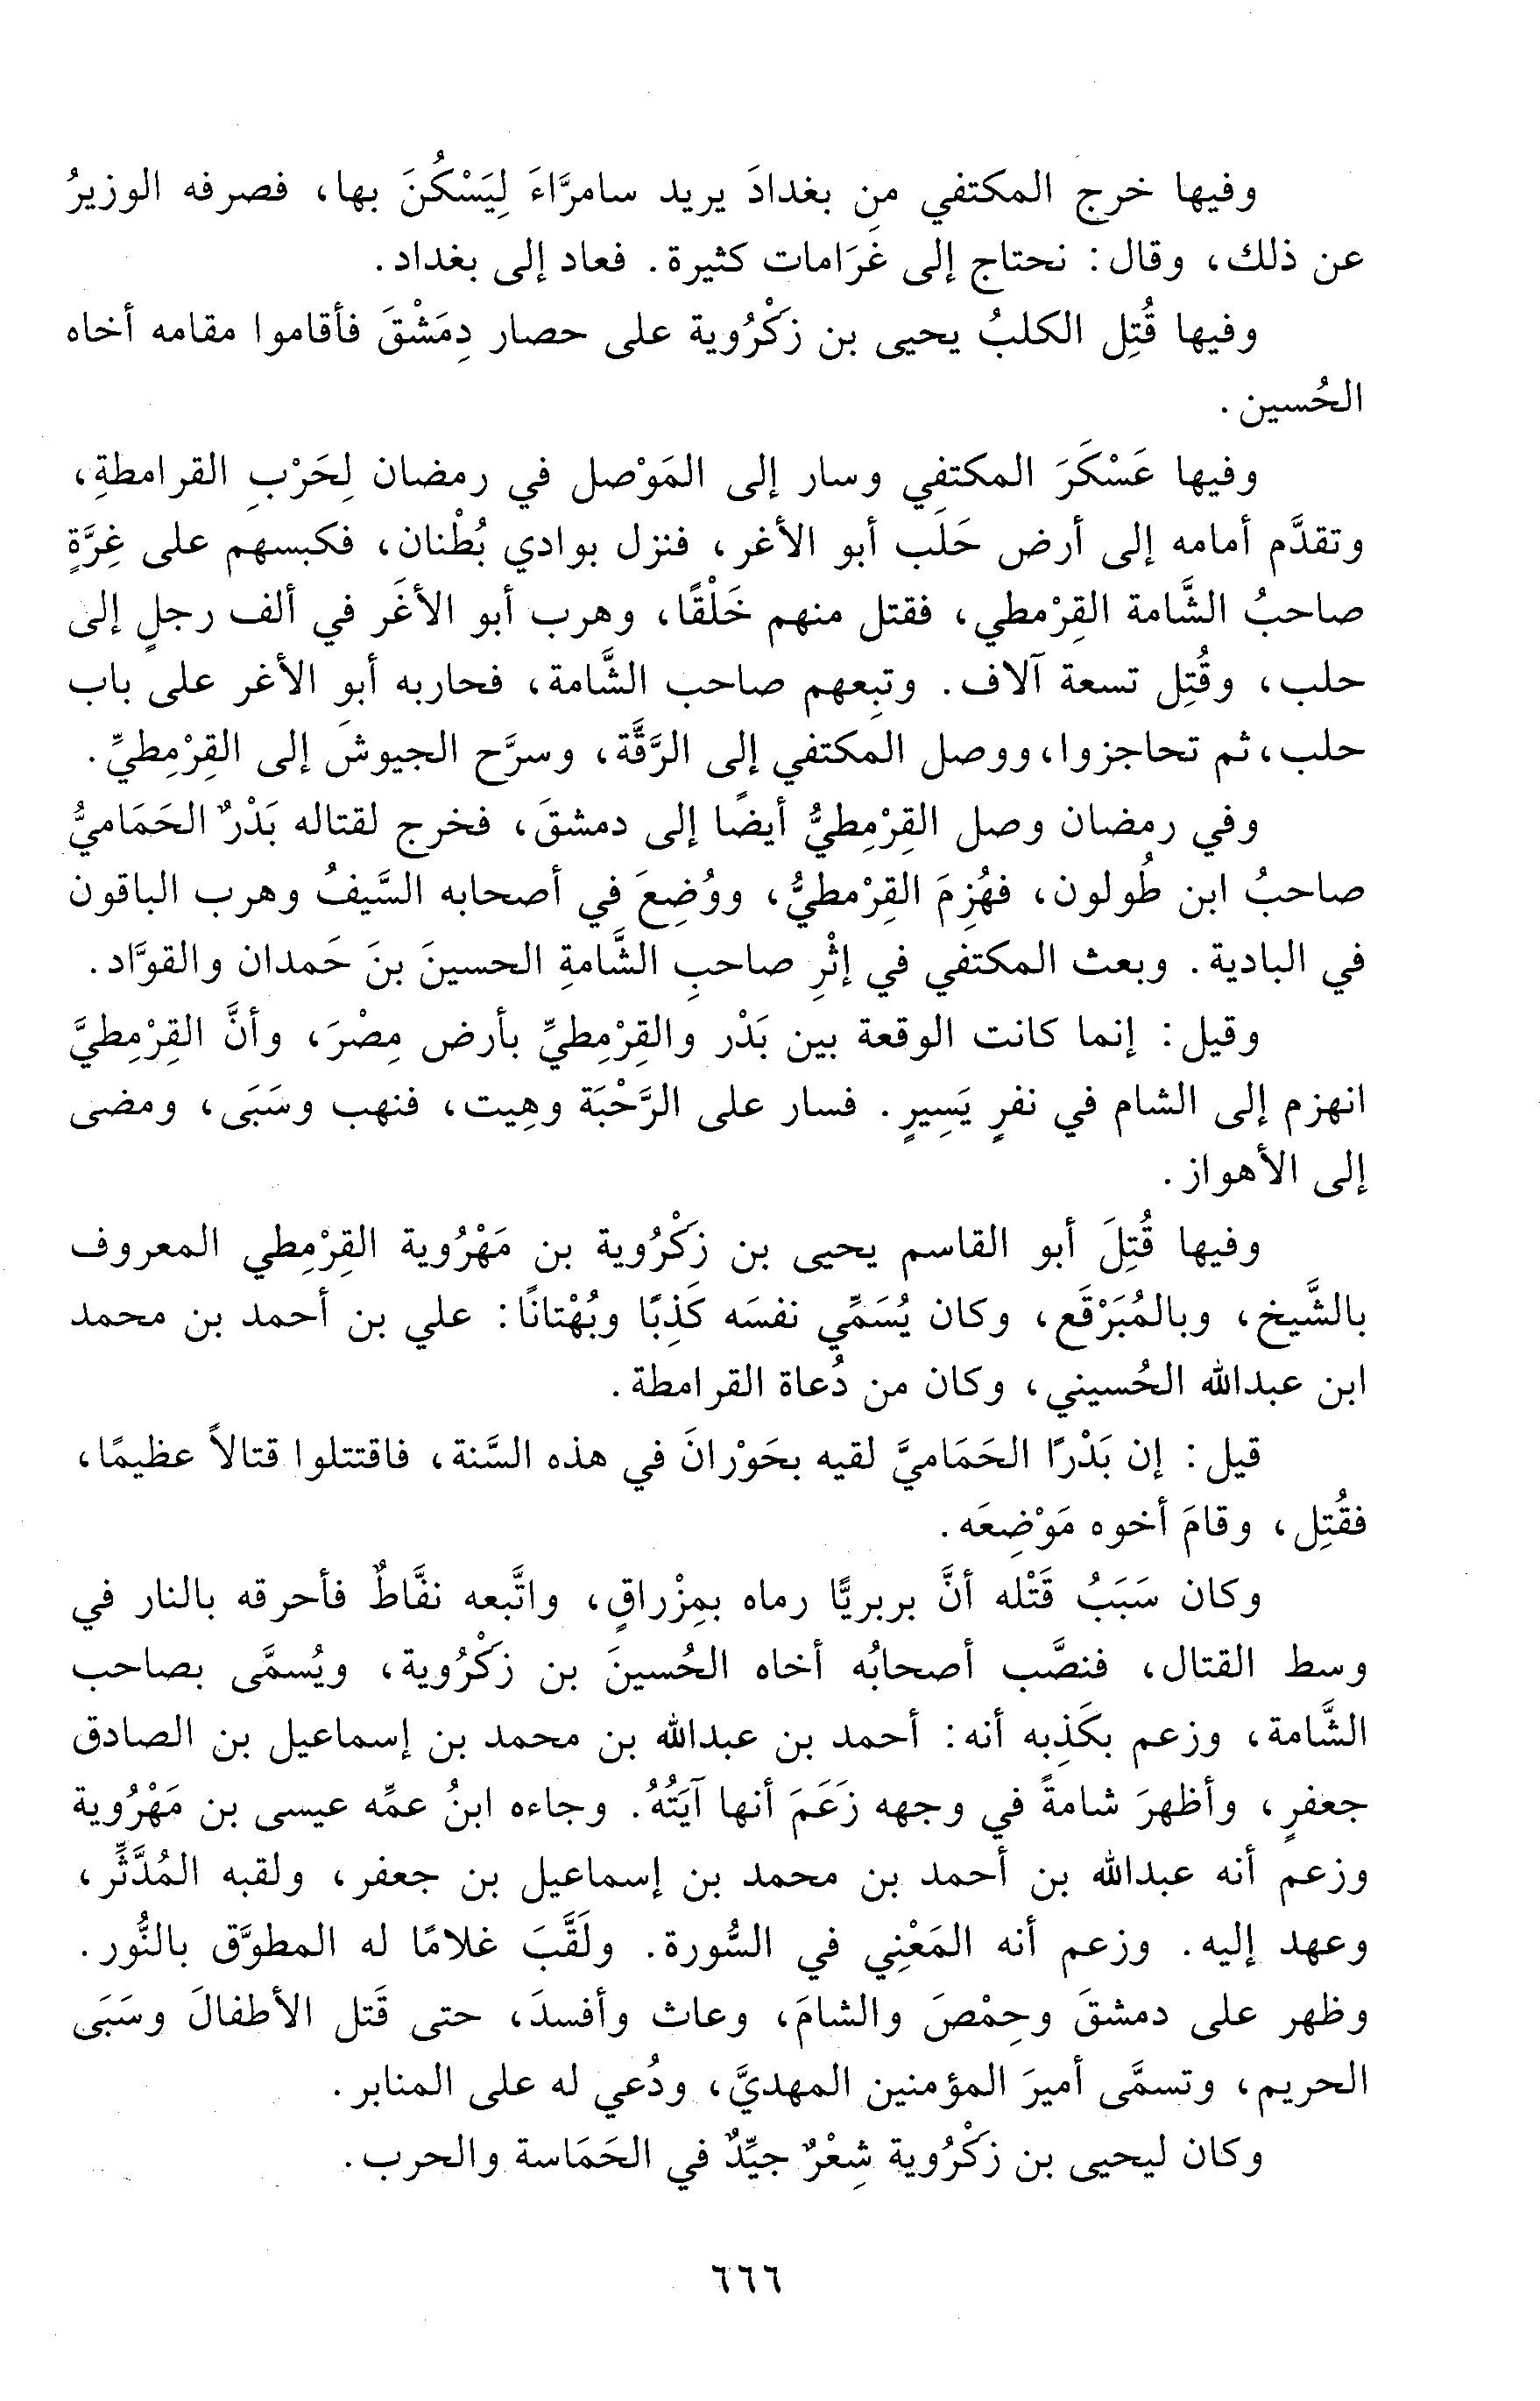 وفيها خرج المكتفي مِن بغدادَ يريد سامرَّاءَ لِيَسْكُنَ بها، فصرفه الوزيرُ
عن ذلك، وقال: نحتاج إلى غَرَامات كثيرة. فعاد إلى بغداد.
وفيها قُتِل الكلبُ يحيى بن زكْرُوية على حصار دِمَشْقَ فأقاموا مقامه أخاه
الحُسين.
وفيها عَسْكَرَ المكتفِي وسار إلى المَوْصل في رمضان لِحَرْبِ القرامطةِ،
وتقدَّم أمامه إلى أرض حَلَب أبو الأغر، فنزل بوادي بُطْنان، فكبسهم على غِرَّةٍ
صاحبُ الشَّامة القِرْمطي، فقتل منهم خَلْقًا، وهرب أبو الأغَر في ألف رجلٍ إلى
حلب، وقُتِل تسعة آلاف. وتبِعهم صاحب الشَّامة، فحاربه أبو الأغر على باب
حلب، ثم تحاجزوا، ووصل المكتفي إلى الرَّقَّة، وسرَّح الجيوشَ إلى القِرْمِطيِّ.
وفي رمضان وصل القِرْمِطيُّ أيضًا إلى دمشقَ، فخرج لقتاله بَدْرٌ الحَمَاميُّ
صاحبُ ابن طُولون، فهُزِمَ القِرْمطيُّ، ووُضِعَ في أصحابه السَّيفُ وهرب الباقون
في البادية. وبعث المكتفي في إثْرِ صاحبِ الشَّامةِ الحسينَ بنَ حَمدان والقوَّاد.
وقيل: إنما كانت الوقعة بين بَدْر والقِرْمِطيِّ بأرض مِصْرَ، وأنَّ القِرْمِطيَّ
انهزم إلى الشام في نفرٍ يَسِيرٍ. فسار على الرَّحْبَة وهِيت، فنهب وسَبَى، ومضى
إلى الأهواز.
وفيها قُتِلَ أبو القاسم يحيى بن زكْرُوية بن مَهْرُوية القِرْمِطي المعروف
بالشَّيخ، وبالمُبَرْقَع، وكان يُسَمِّي نفسَه كَذِبًا وبُهْتانًا: علي بن أحمد بن محمد
ابن عبدالله الحُسيني، وكان من دُعاة القرامطة.
قيل: إن بَدْرًا الحَمَاميَّ لقيه بحَوْرانَ في هذه السَّنة، فاقتتلوا قتالاً عظيمًا،
فقُتِل، وقامَ أخوه مَوْضِعَه.
وكان سَبَبُ قَتْله أنَّ بربريًّا رماه بمِزْراقٍ، واتَّبعه نفَّاطٌ فأحرقه بالنار في
وسط القتال، فنصَّب أصحابُه أخاه الحُسينَ بن زكْرُوية، ويُسمَّى بصاحب
الشَّامة، وزعم بكَذِبه أنه: أحمد بن عبدالله بن محمد بن إسماعيل بن الصادق
جعفرٍ، وأظهرَ شامةً في وجهه زَعَمَ أنها آيَتُهُ. وجاءه ابنُ عمِّه عيسى بن مَهْرُوية
وزعم أنه عبدالله بن أحمد بن محمد بن إسماعيل بن جعفر، ولقبه المُدَّثِّر،
وعهد إليه. وزعم أنه المَعْنِي في السُّورة. ولَقَّبَ غلامًا له المطوَّق بالنُّور.
وظهر على دمشقَ وحِمْصَ والشامَ، وعاث وأفسدَ، حتى قَتل الأطفالَ وسَبَى
الحريم، وتسمَّى أميرَ المؤمنين المهديَّ، ودُعي له على المنابر.
وكان ليحيى بن زكْرُوية شِعْرٌ جيِّدٌ في الحَمَاسة والحرب.
٦٦٦